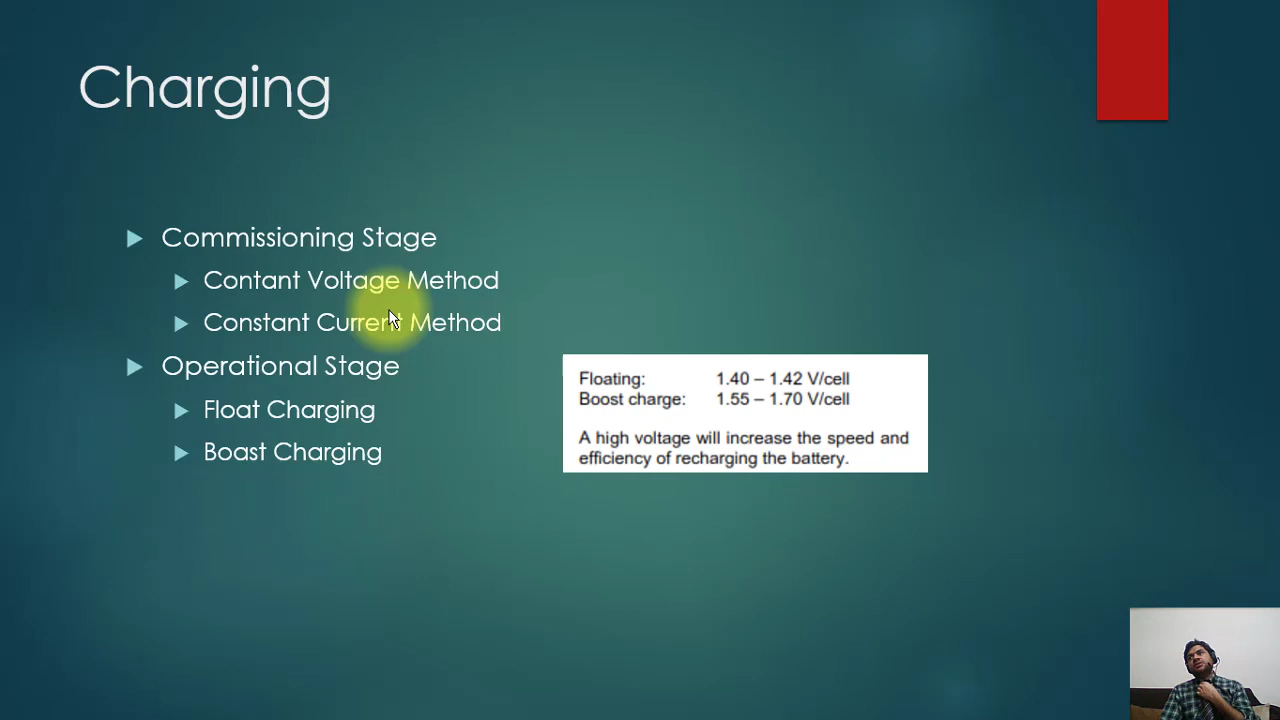 Charging
Commissioning Stage
Contant Voltage Method
Constant Current Method
Operational Stage
Float Charging
Boast Charging
Floating: 1.40 – 1.42 V/cell
Boost charge: 1.55 – 1.70 V/cell
A high voltage will increase the speed and
efficiency of recharging the battery.